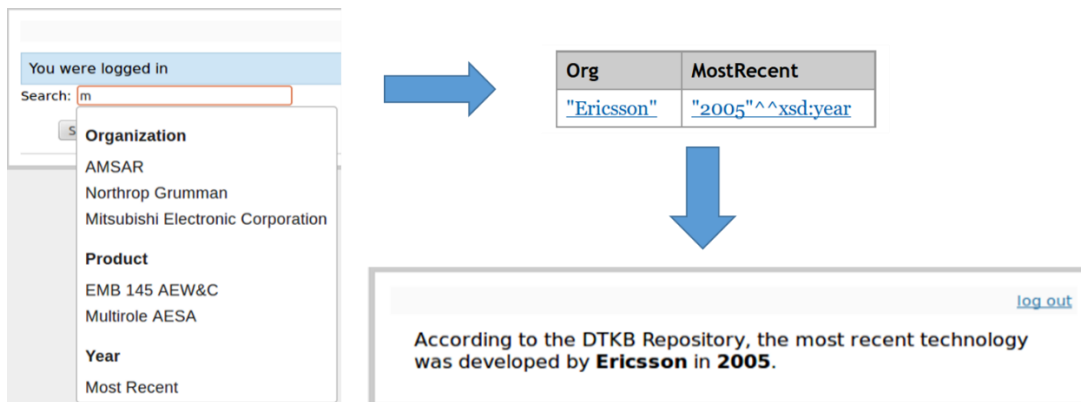 You were logged in
Search: m
S
Organization
AMSAR
Northrop Grumman
Mitsubishi Electronic Corporation
Product
EMB 145 AEW&C
Multirole AESA
Year
Most Recent
Org MostRecent
"Ericsson" "2005"^^xsd:year
log out
According to the DTKB Repository, the most recent technology
was developed by Ericsson in 2005.